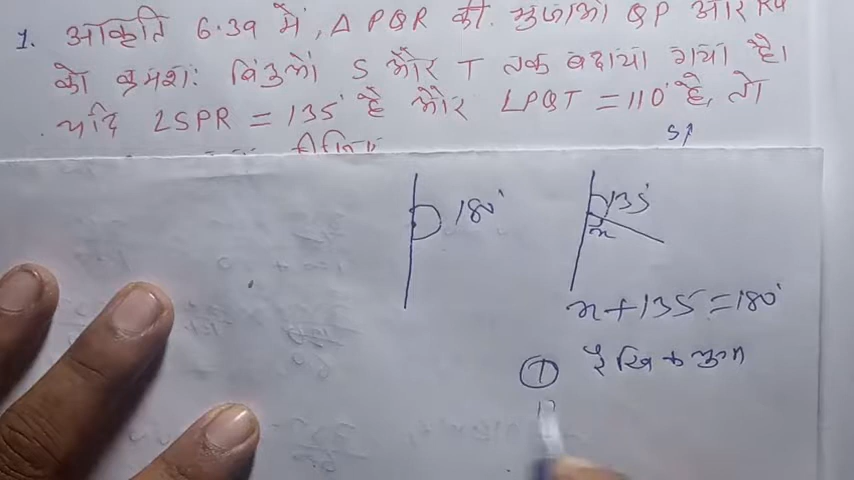 1. आकृति 6.39 में, Δ PQR की भुजाओं QP और RQ
को क्रमशः बिंदुओं S और T तक बढ़ाया गया है।
यदि ∠SPR = 135° है और ∠PQT = 110° है, तो
S
180°
135°
x
x + 135 = 180°
① रैखिक युग्म